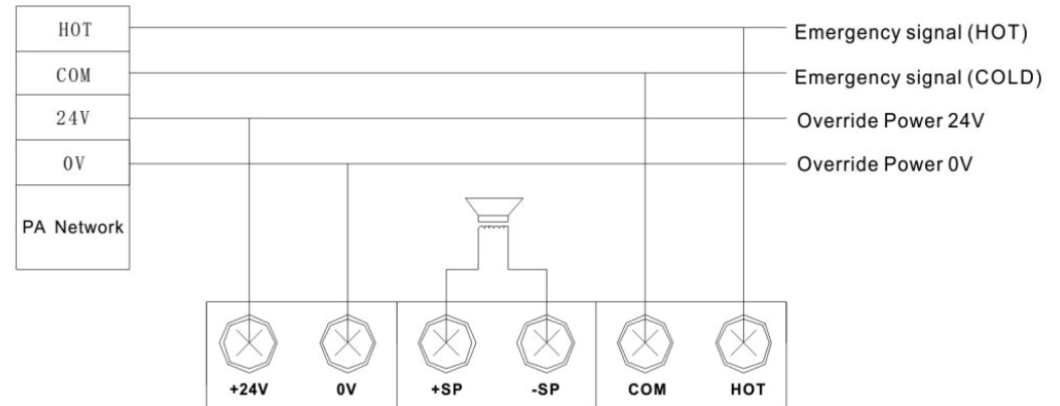 HOT
Emergency signal (HOT)
COM
Emergency signal (COLD)
24V
Override Power 24V
0V
Override Power 0V
PA Network
+24V
0V
+SP
-SP
COM
HOT